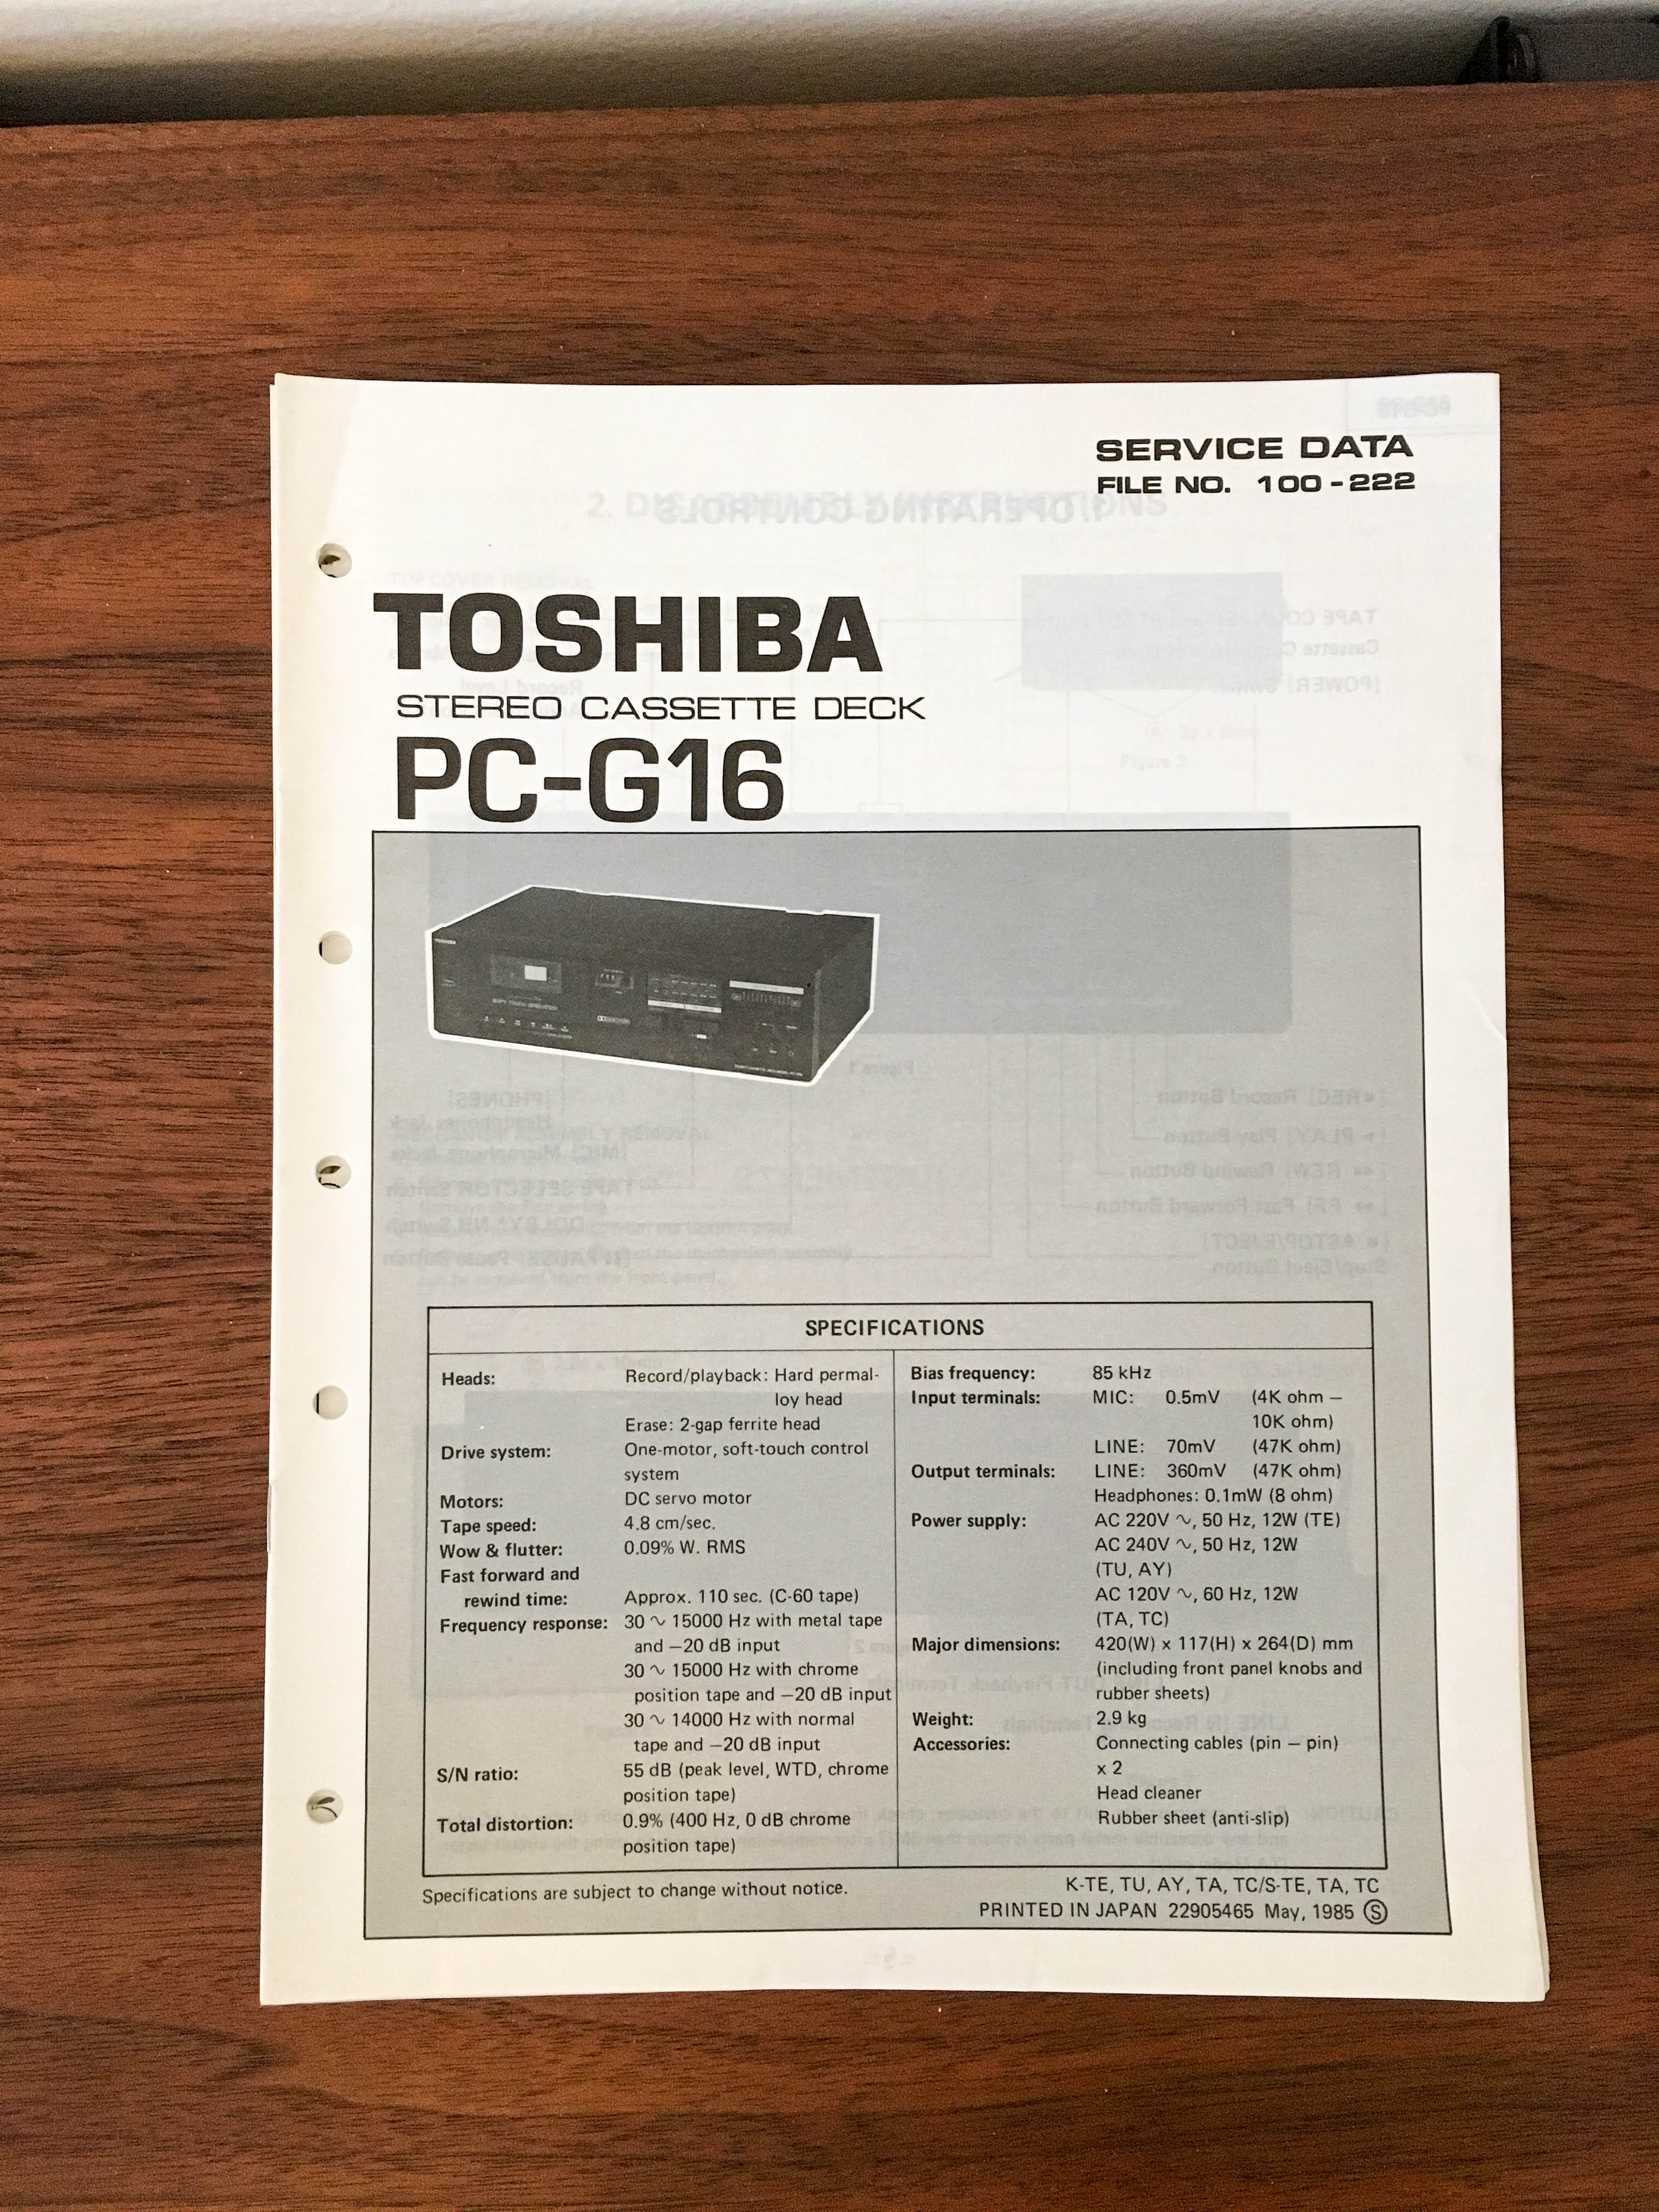 SERVICE DATA
FILE NO. 100-222
2. DISASSEMBLY INSTRUCTIONS
1. OPERATING CONTROLS
TOSHIBA
STEREO CASSETTE DECK
PC-G16
TOSHIBA
SPECIFICATIONS
Heads: Record/playback: Hard permal-
loy head
Erase: 2-gap ferrite head
Drive system: One-motor, soft-touch control
system
Motors: DC servo motor
Tape speed: 4.8 cm/sec.
Wow & flutter: 0.09% W. RMS
Fast forward and
rewind time: Approx. 110 sec. (C-60 tape)
Frequency response: 30 ∿ 15000 Hz with metal tape
and −20 dB input
30 ∿ 15000 Hz with chrome
position tape and −20 dB input
30 ∿ 14000 Hz with normal
tape and −20 dB input
S/N ratio: 55 dB (peak level, WTD, chrome
position tape)
Total distortion: 0.9% (400 Hz, 0 dB chrome
position tape)
Bias frequency: 85 kHz
Input terminals: MIC: 0.5mV (4K ohm −
10K ohm)
LINE: 70mV (47K ohm)
Output terminals: LINE: 360mV (47K ohm)
Headphones: 0.1mW (8 ohm)
Power supply: AC 220V ∿, 50 Hz, 12W (TE)
AC 240V ∿, 50 Hz, 12W
(TU, AY)
AC 120V ∿, 60 Hz, 12W
(TA, TC)
Major dimensions: 420(W) x 117(H) x 264(D) mm
(including front panel knobs and
rubber sheets)
Weight: 2.9 kg
Accessories: Connecting cables (pin − pin)
x 2
Head cleaner
Rubber sheet (anti-slip)
Specifications are subject to change without notice.
K-TE, TU, AY, TA, TC/S-TE, TA, TC
PRINTED IN JAPAN 22905465 May, 1985 Ⓢ